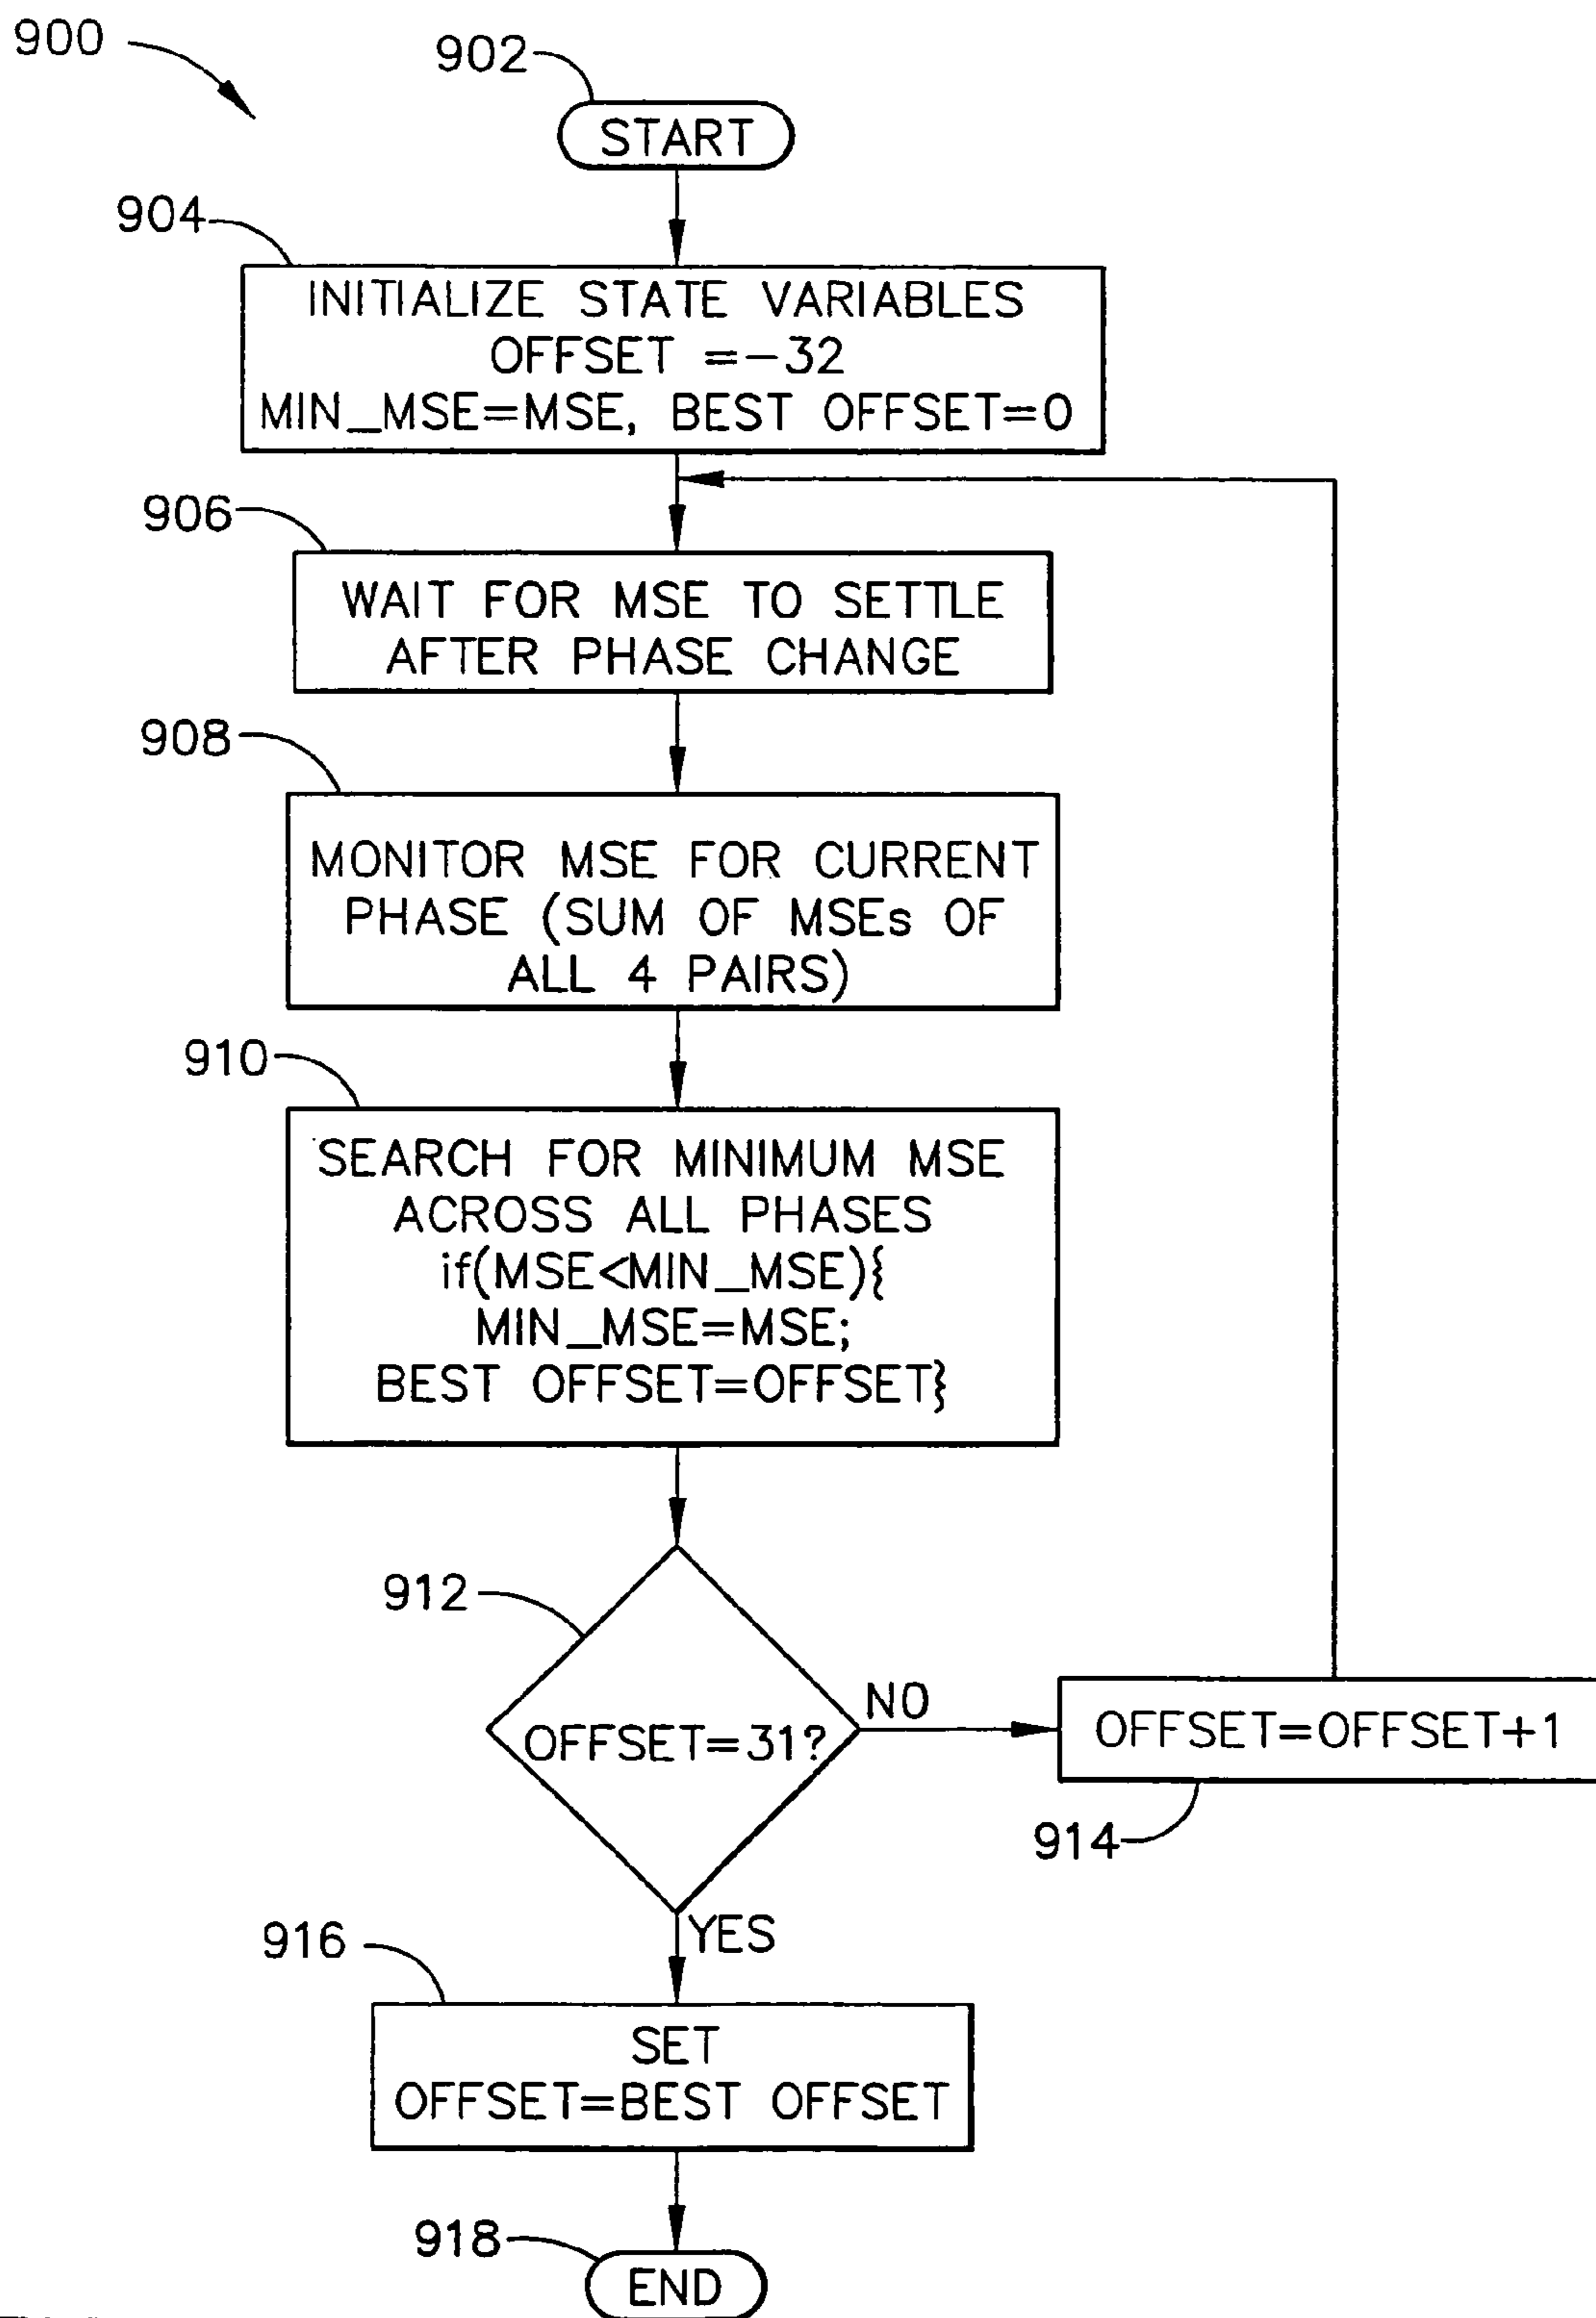 900
902
START
904
INITIALIZE STATE VARIABLES
OFFSET =-32
MIN_MSE=MSE, BEST OFFSET=0
906
WAIT FOR MSE TO SETTLE
AFTER PHASE CHANGE
908
MONITOR MSE FOR CURRENT
PHASE (SUM OF MSEs OF
ALL 4 PAIRS)
910
SEARCH FOR MINIMUM MSE
ACROSS ALL PHASES
if(MSE<MIN_MSE){
MIN_MSE=MSE;
BEST OFFSET=OFFSET}
912
OFFSET=31?
NO
OFFSET=OFFSET+1
914
YES
916
SET
OFFSET=BEST OFFSET
918
END